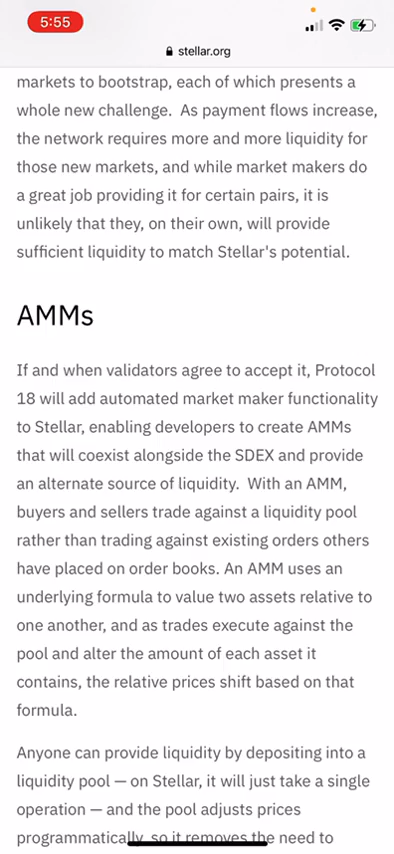 5:55
stellar.org
markets to bootstrap, each of which presents a
whole new challenge.  As payment flows increase,
the network requires more and more liquidity for
those new markets, and while market makers do
a great job providing it for certain pairs, it is
unlikely that they, on their own, will provide
sufficient liquidity to match Stellar's potential.
AMMs
If and when validators agree to accept it, Protocol
18 will add automated market maker functionality
to Stellar, enabling developers to create AMMs
that will coexist alongside the SDEX and provide
an alternate source of liquidity.  With an AMM,
buyers and sellers trade against a liquidity pool
rather than trading against existing orders others
have placed on order books. An AMM uses an
underlying formula to value two assets relative to
one another, and as trades execute against the
pool and alter the amount of each asset it
contains, the relative prices shift based on that
formula.
Anyone can provide liquidity by depositing into a
liquidity pool — on Stellar, it will just take a single
operation — and the pool adjusts prices
programmatically, so it removes the need to